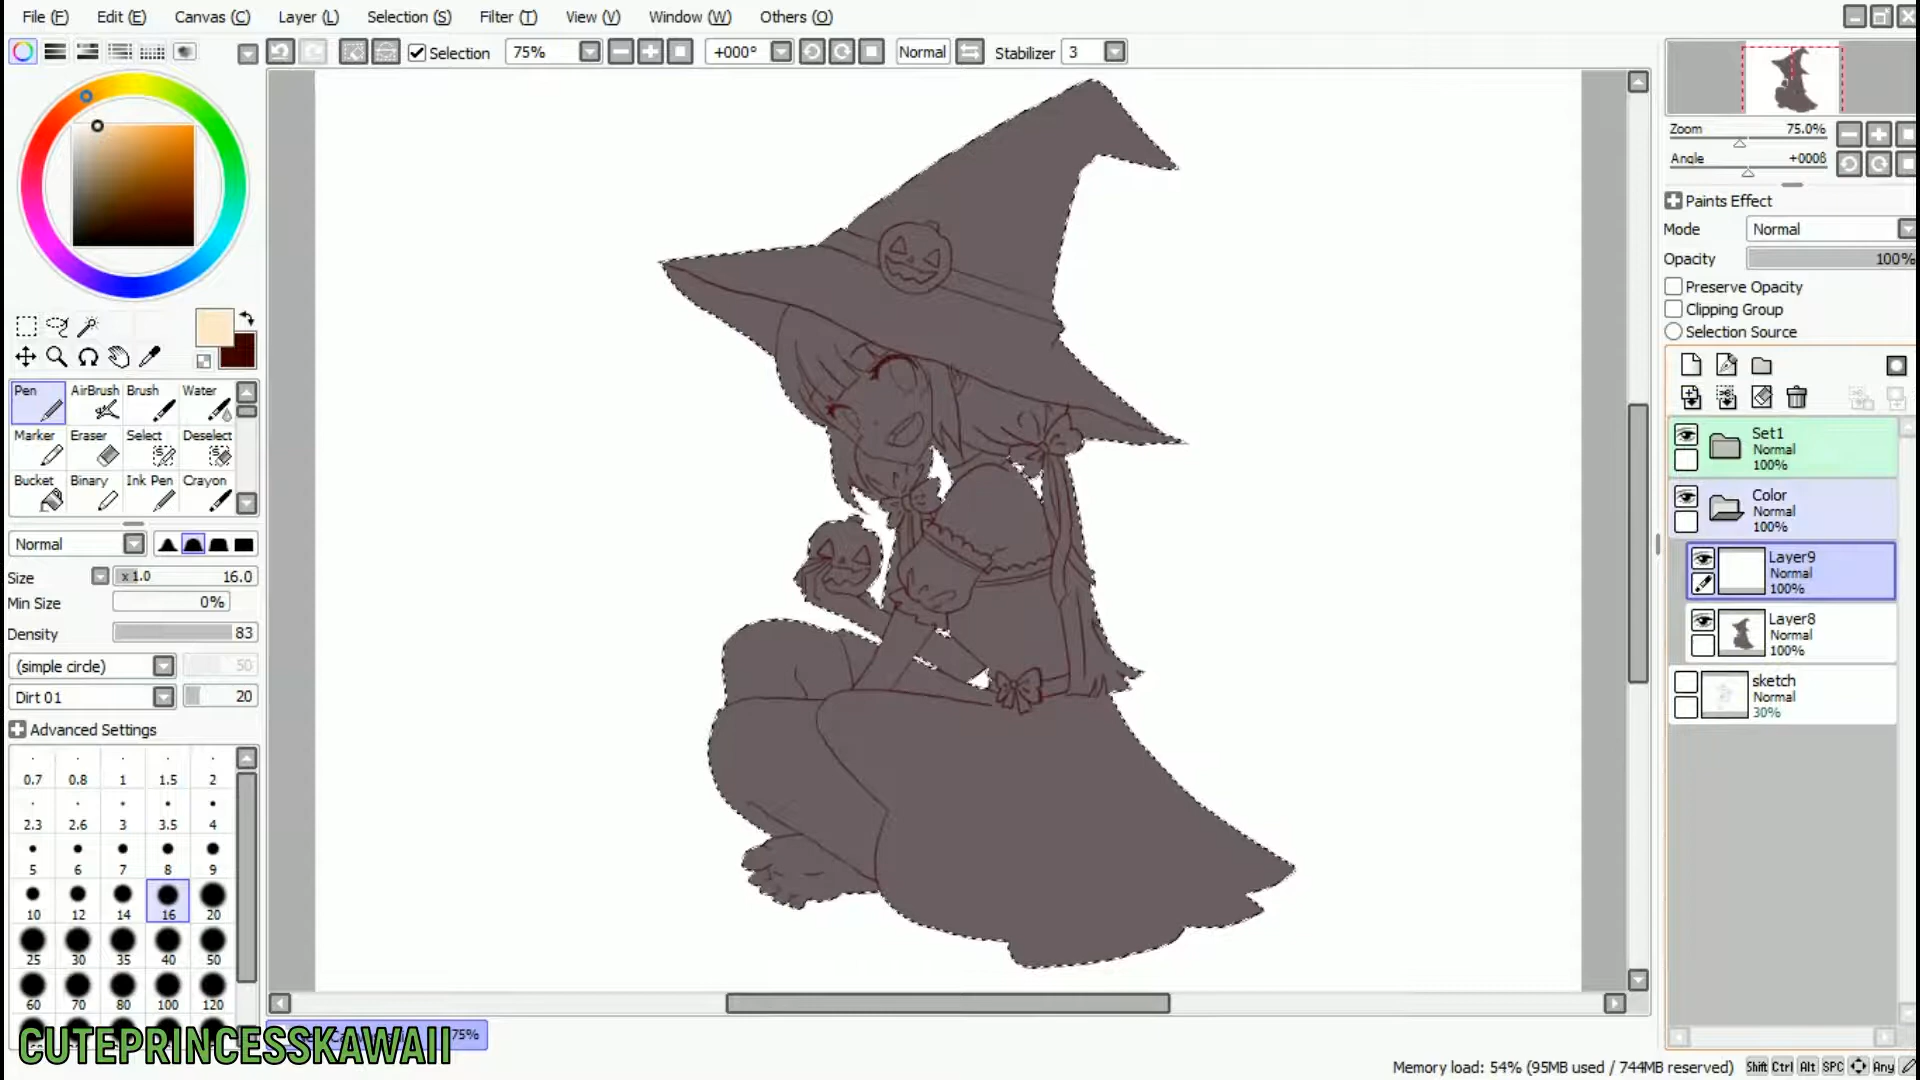 File (F) Edit (E) Canvas (C) Layer (L) Selection (S) Filter (T) View (V) Window (W) Others (O)
Selection 75% +000° Normal Stabilizer 3
Zoom 75.0%
Angle +000
Paints Effect
Mode Normal
Opacity 100%
Preserve Opacity
Clipping Group
Selection Source
Pen AirBrush Brush Water
Marker Eraser Select Deselect
Bucket Binary Ink Pen Crayon
Normal
Size x1.0 16.0
Min Size 0%
Density 83
(simple circle) 50
Dirt 01 20
Advanced Settings
0.7 0.8 1 1.5 2
2.3 2.6 3 3.5 4
5 6 7 8 9
10 12 14 16 20
25 30 35 40 50
60 70 80 100 120
Set1
Normal
100%
Color
Normal
100%
Layer9
Normal
100%
Layer8
Normal
100%
sketch
Normal
30%
CUTEPRINCESSKAWAII
75%
Memory load: 54% (95MB used / 744MB reserved) Shift Ctrl Alt SPC Any